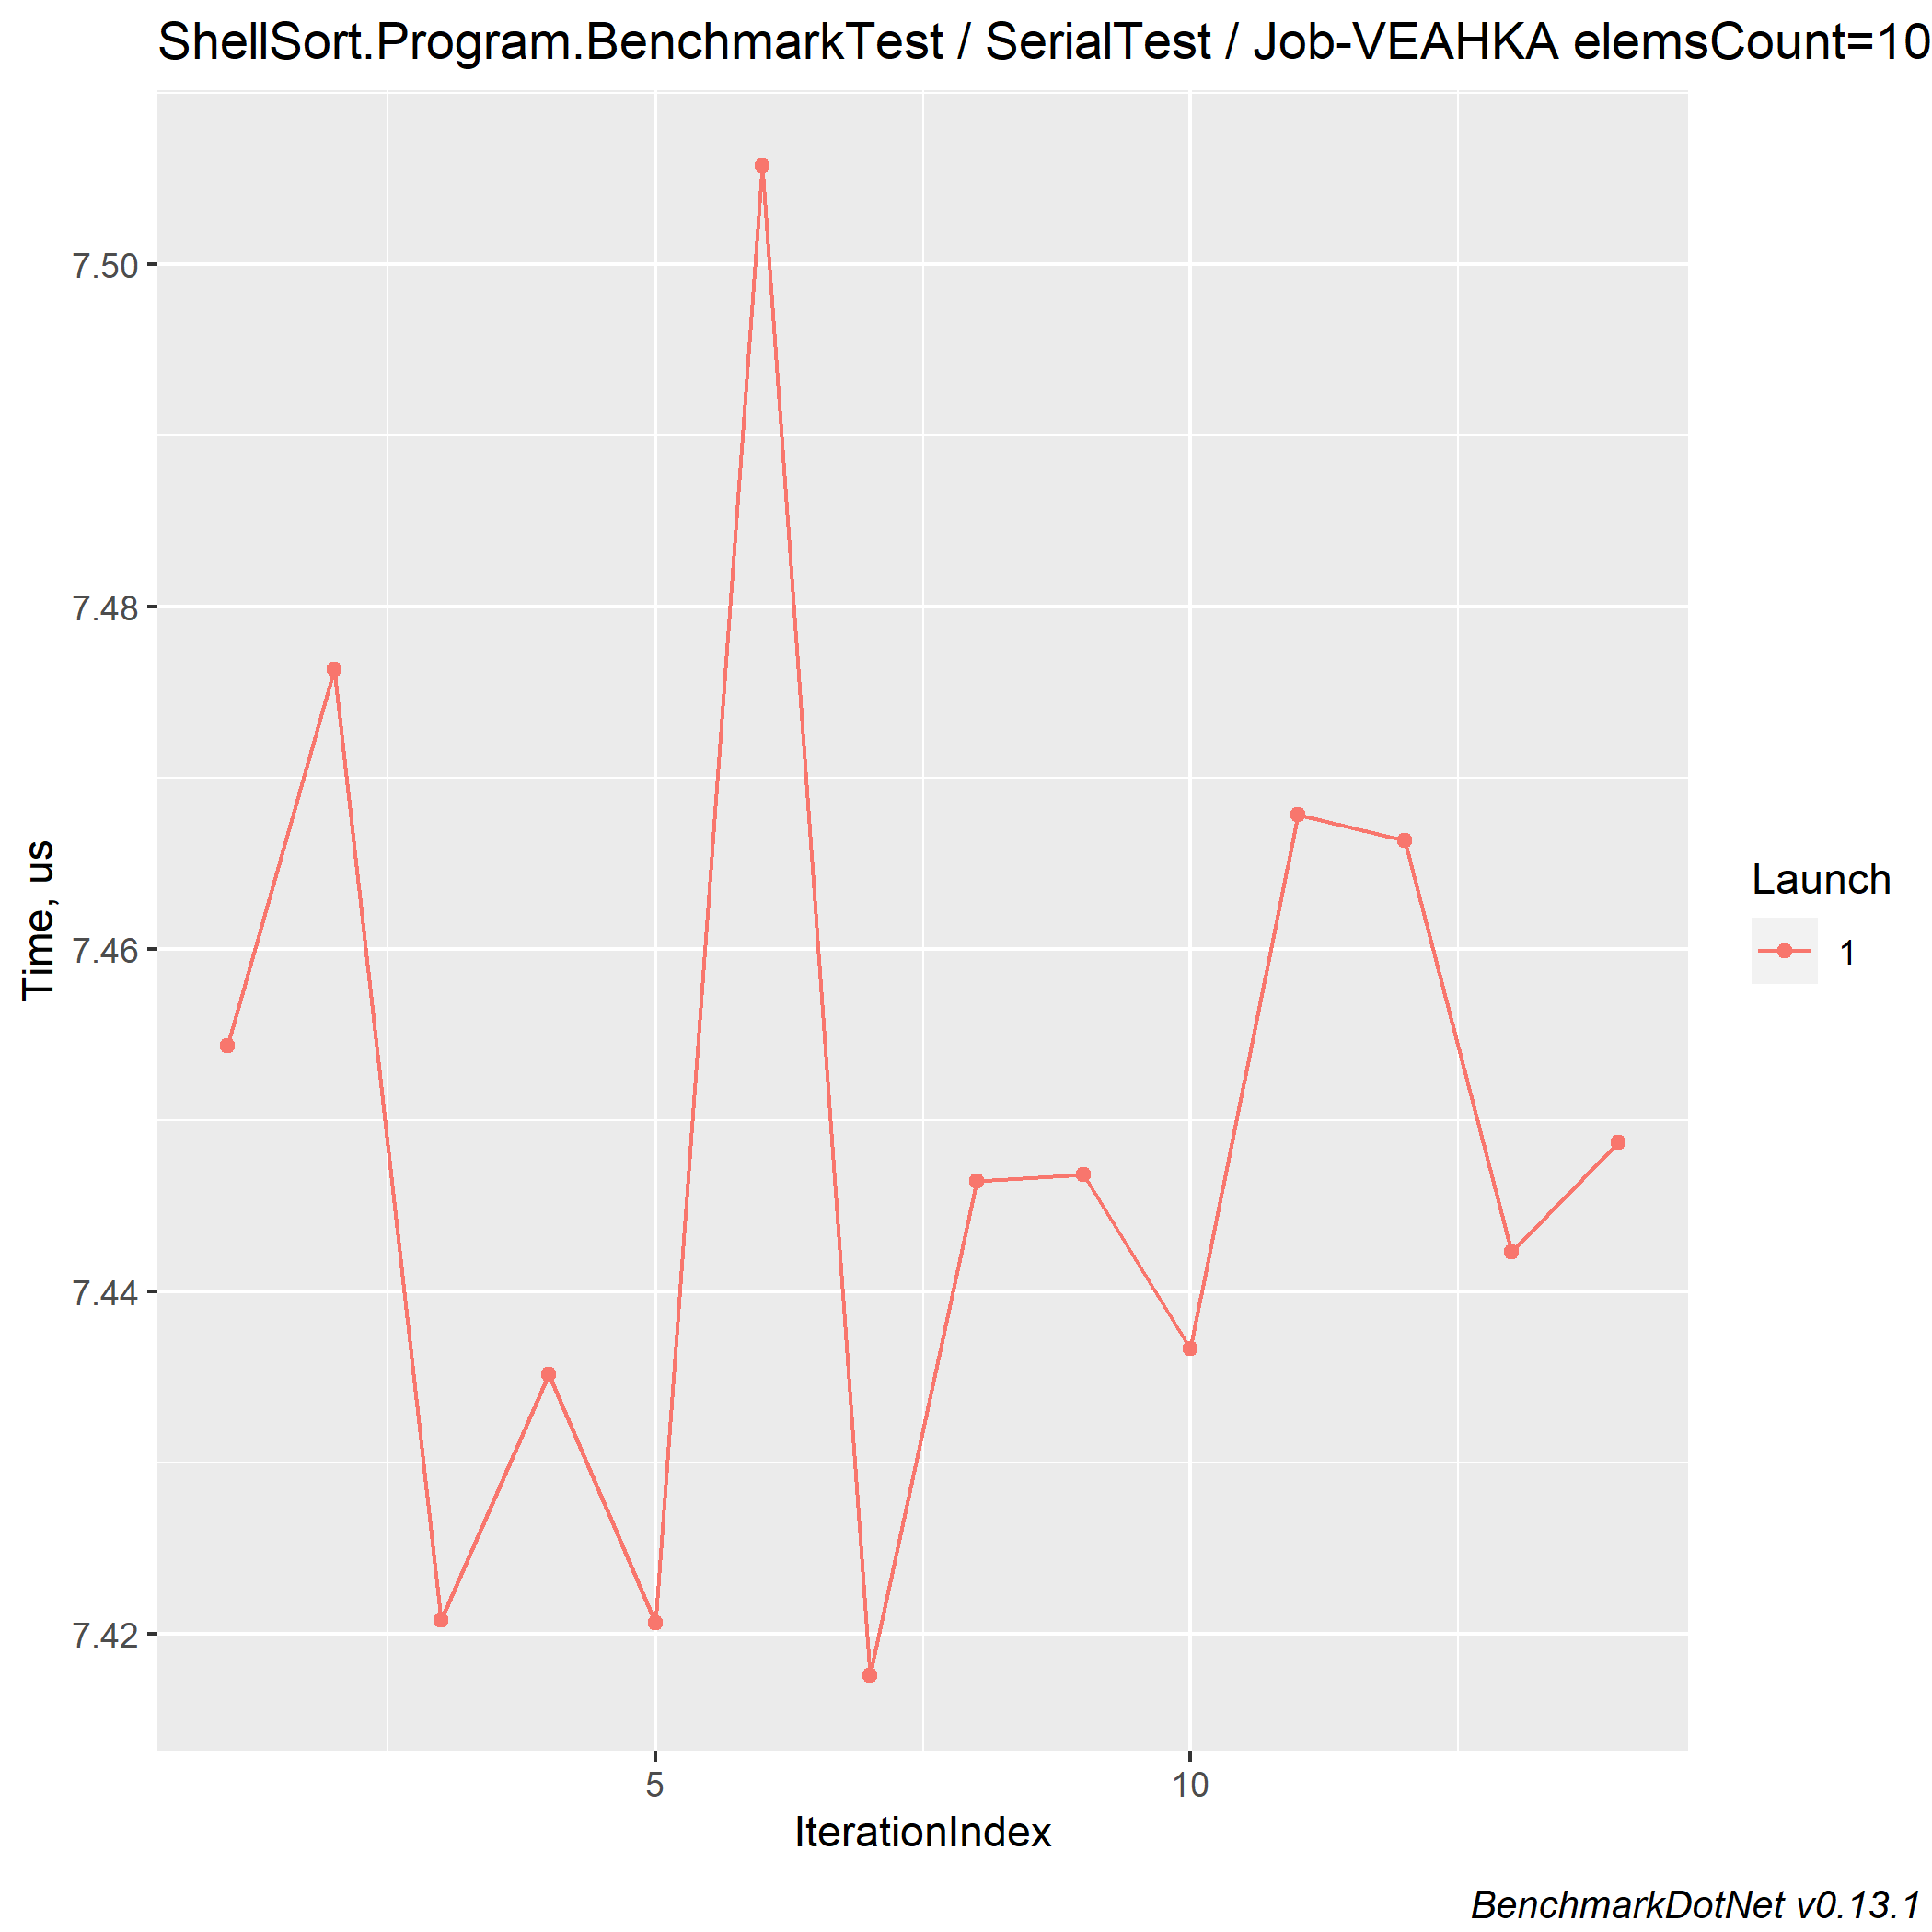 ShellSort.Program.BenchmarkTest / SerialTest / Job-VEAHKA elemsCount=10
7.50
7.48
7.46
7.44
7.42
Time, us
5
10
IterationIndex
Launch
1
BenchmarkDotNet v0.13.1